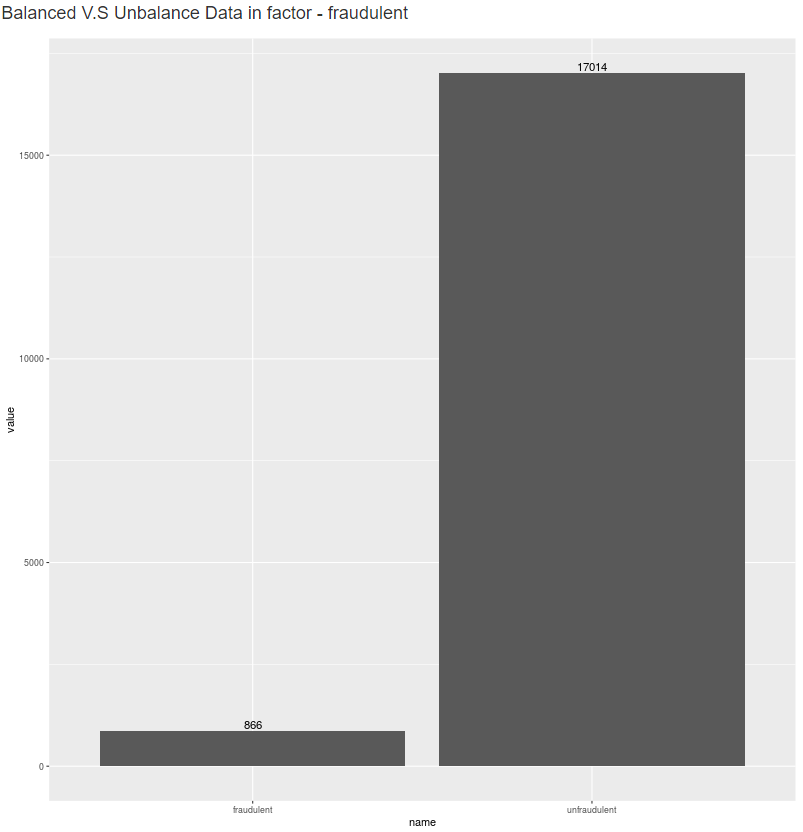 Balanced V.S Unbalance Data in factor - fraudulent
17014
15000
10000
value
5000
866
0
fraudulent unfraudulent
name